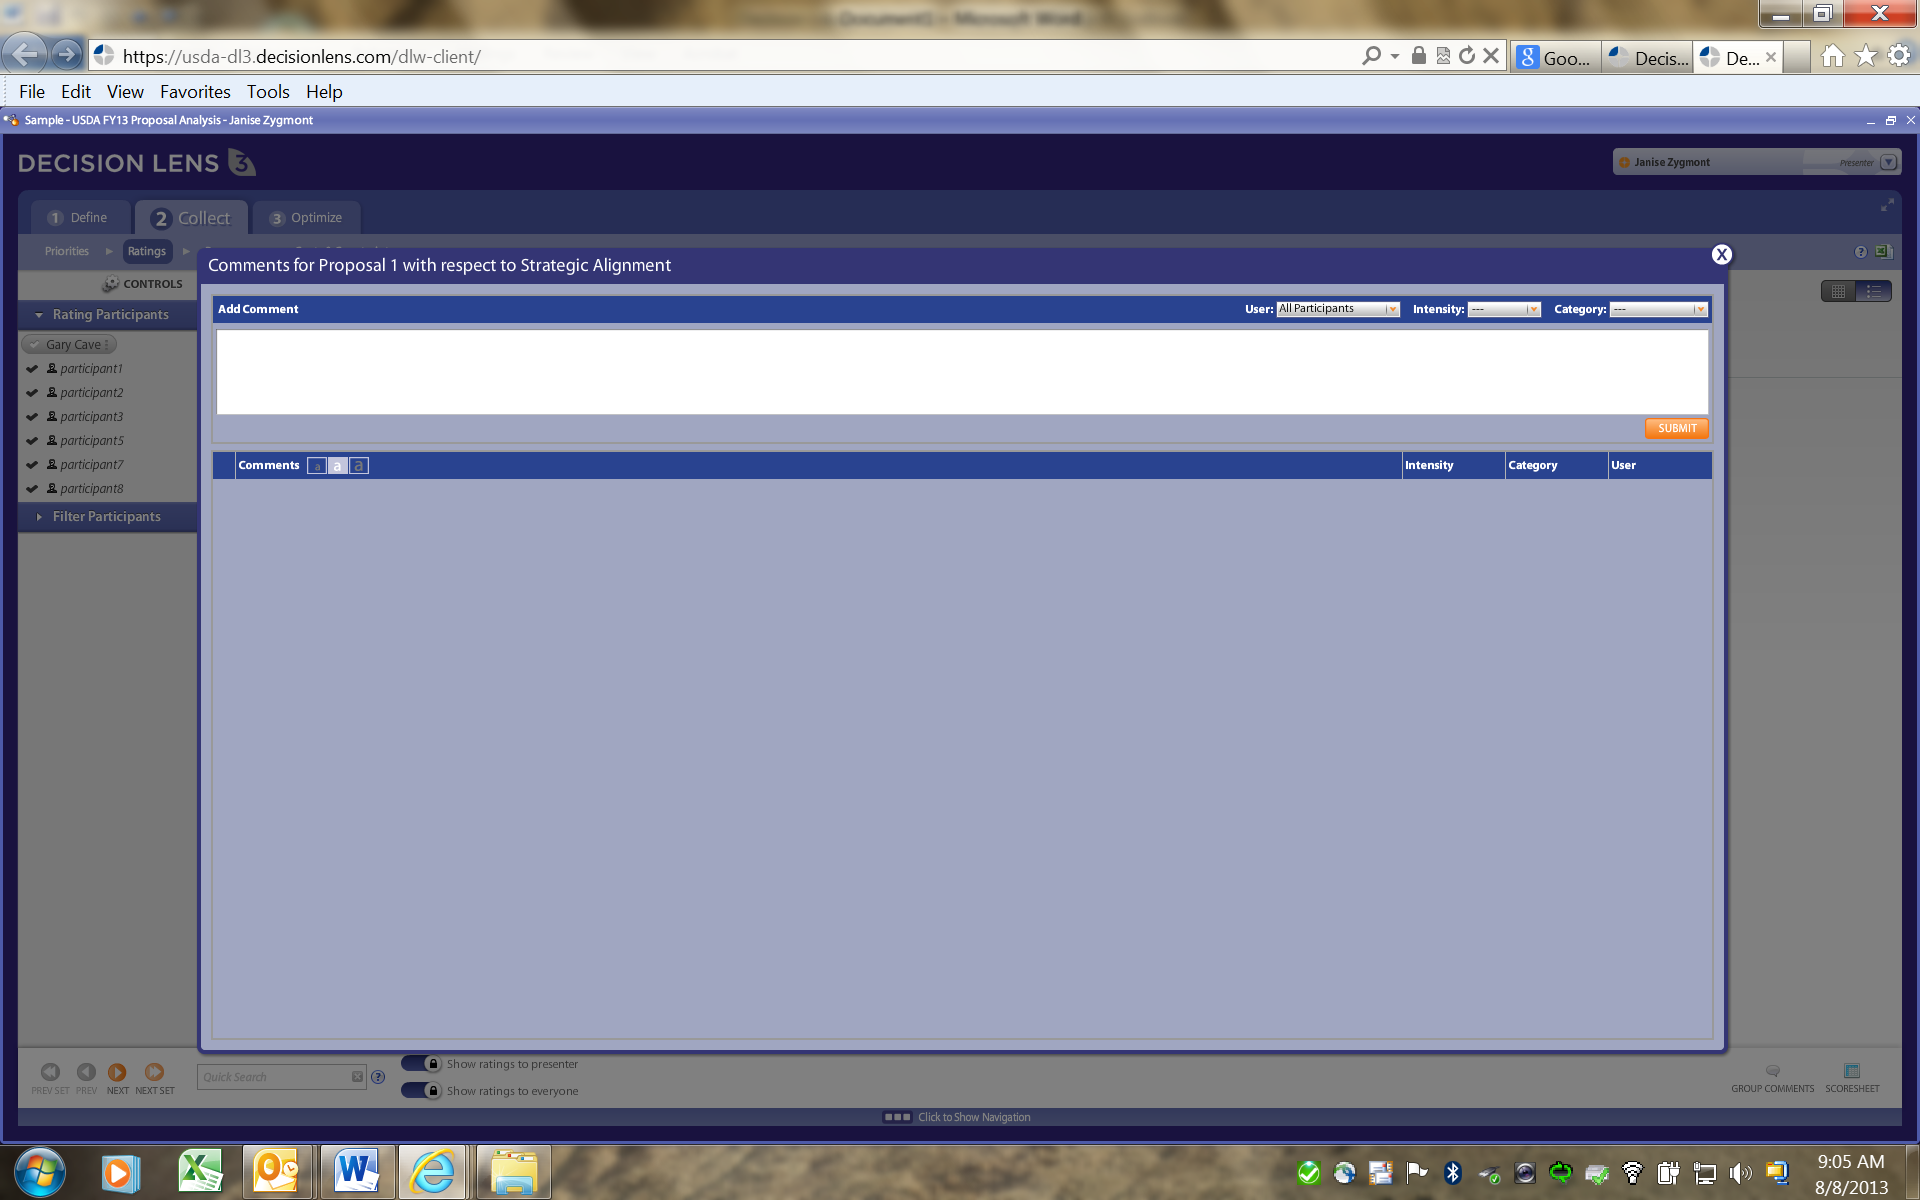 Document1 - Microsoft Word
https://usda-dl3.decisionlens.com/dlw-client/
Goo...
Decis...
De...
File Edit View Favorites Tools Help
Sample - USDA FY13 Proposal Analysis - Janise Zygmont
DECISION LENS 3
Janise Zygmont
Presenter
1 Define
2 Collect
3 Optimize
Priorities
Ratings
Comments for Proposal 1 with respect to Strategic Alignment
X
CONTROLS
Add Comment
User: All Participants
Intensity: ---
Category: ---
Rating Participants
Gary Cave
participant1
participant2
participant3
participant5
participant7
participant8
Filter Participants
SUBMIT
Comments a a a
Intensity
Category
User
PREV SET
PREV
NEXT
NEXT SET
Quick Search
Show ratings to presenter
Show ratings to everyone
GROUP COMMENTS
SCORESHEET
Click to Show Navigation
9:05 AM
8/8/2013